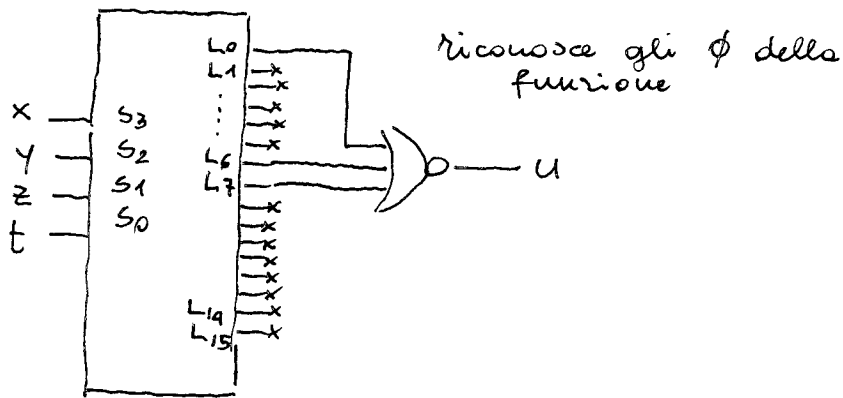 riconosce gli ϕ della
funzione
L0
L1
x S3
y S2
z S1
t S0
L6
L7
u
L14
L15